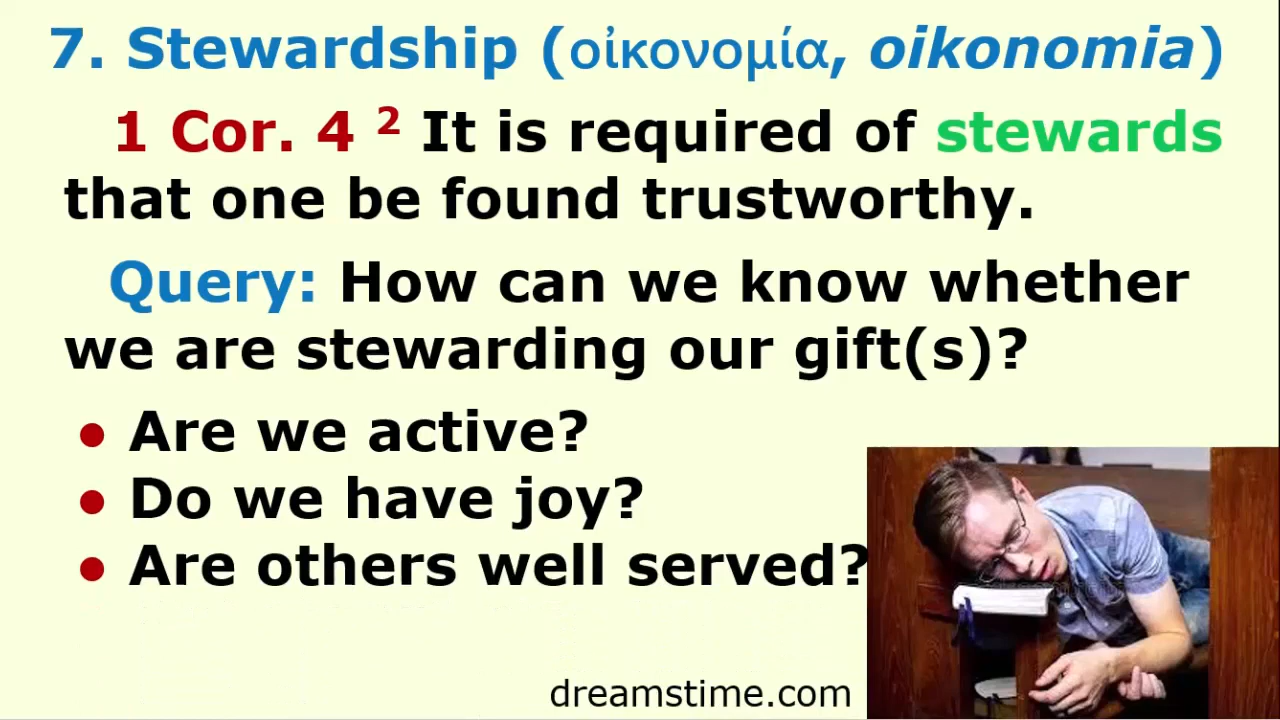 7. Stewardship (οἰκονομία, oikonomia)
1 Cor. 4 ² It is required of stewards
that one be found trustworthy.
Query: How can we know whether
we are stewarding our gift(s)?
● Are we active?
● Do we have joy?
● Are others well served?
dreamstime.com